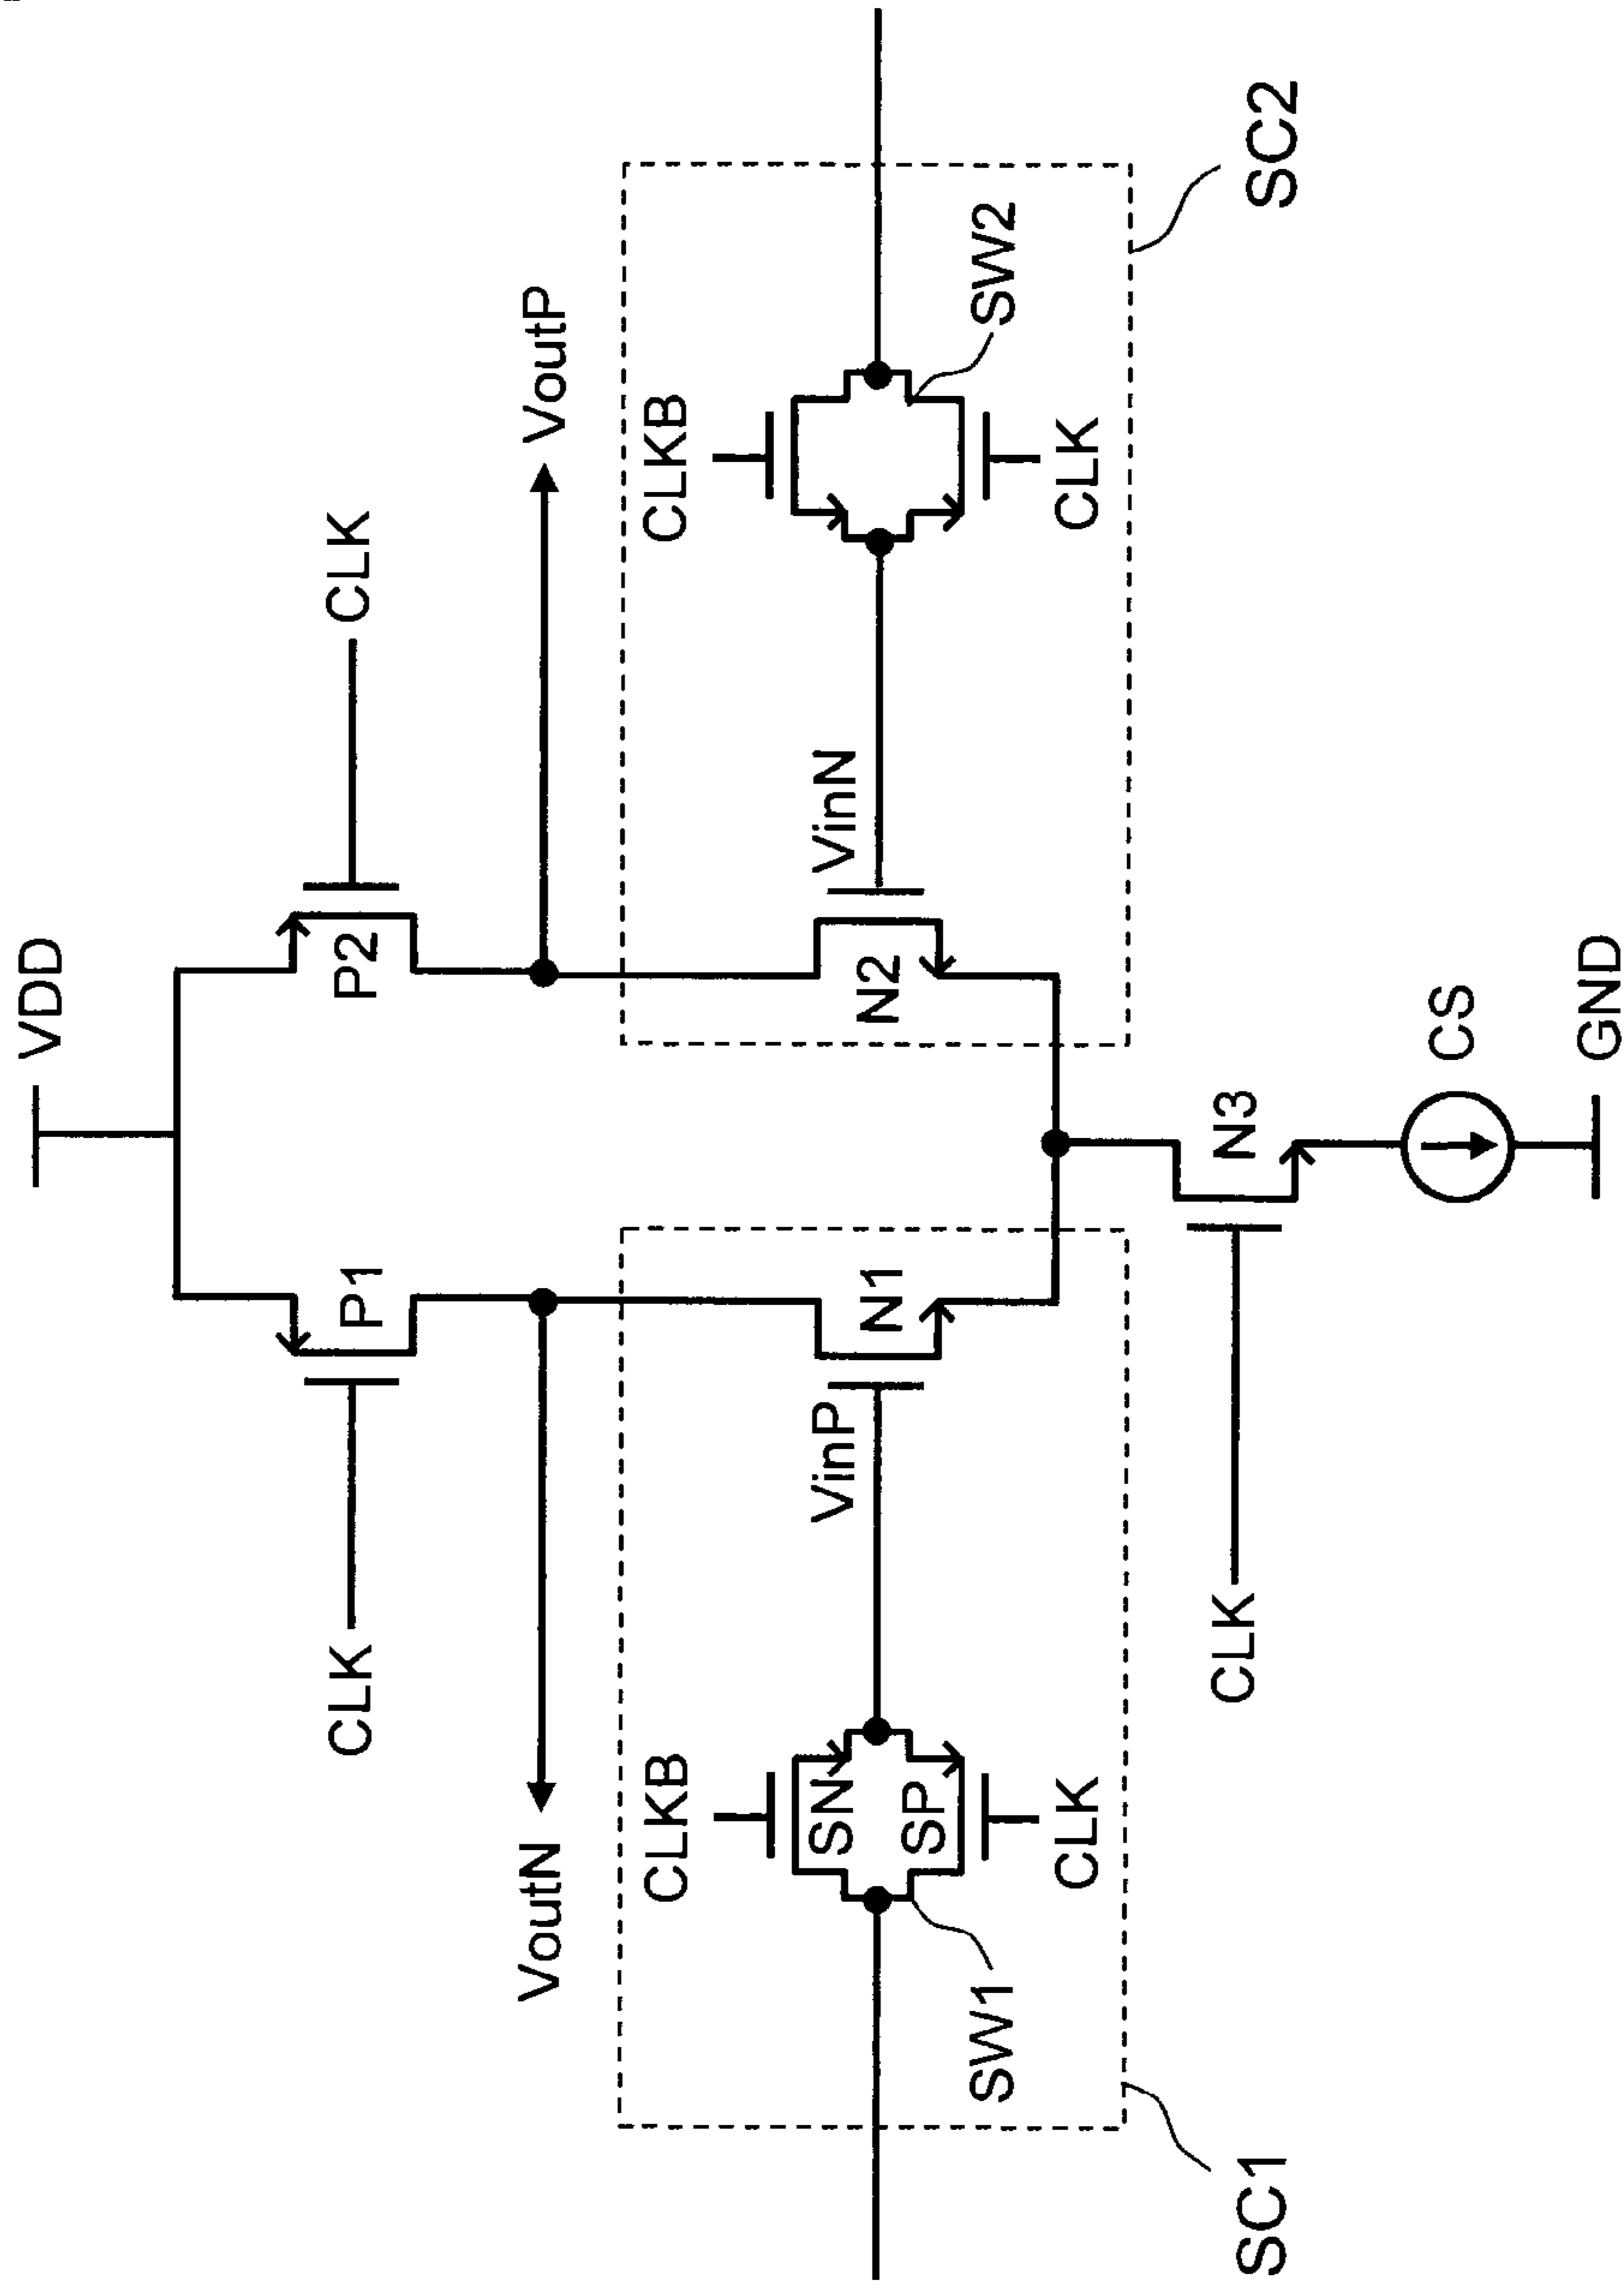 VDD
CLK
P1
P2
CLK
VoutN
VoutP
CLKB
CLKB
SN
VinP
VinN
N1
N2
SP
SW1
SW2
CLK
CLK
CLK
N3
SC1
SC2
CS
GND